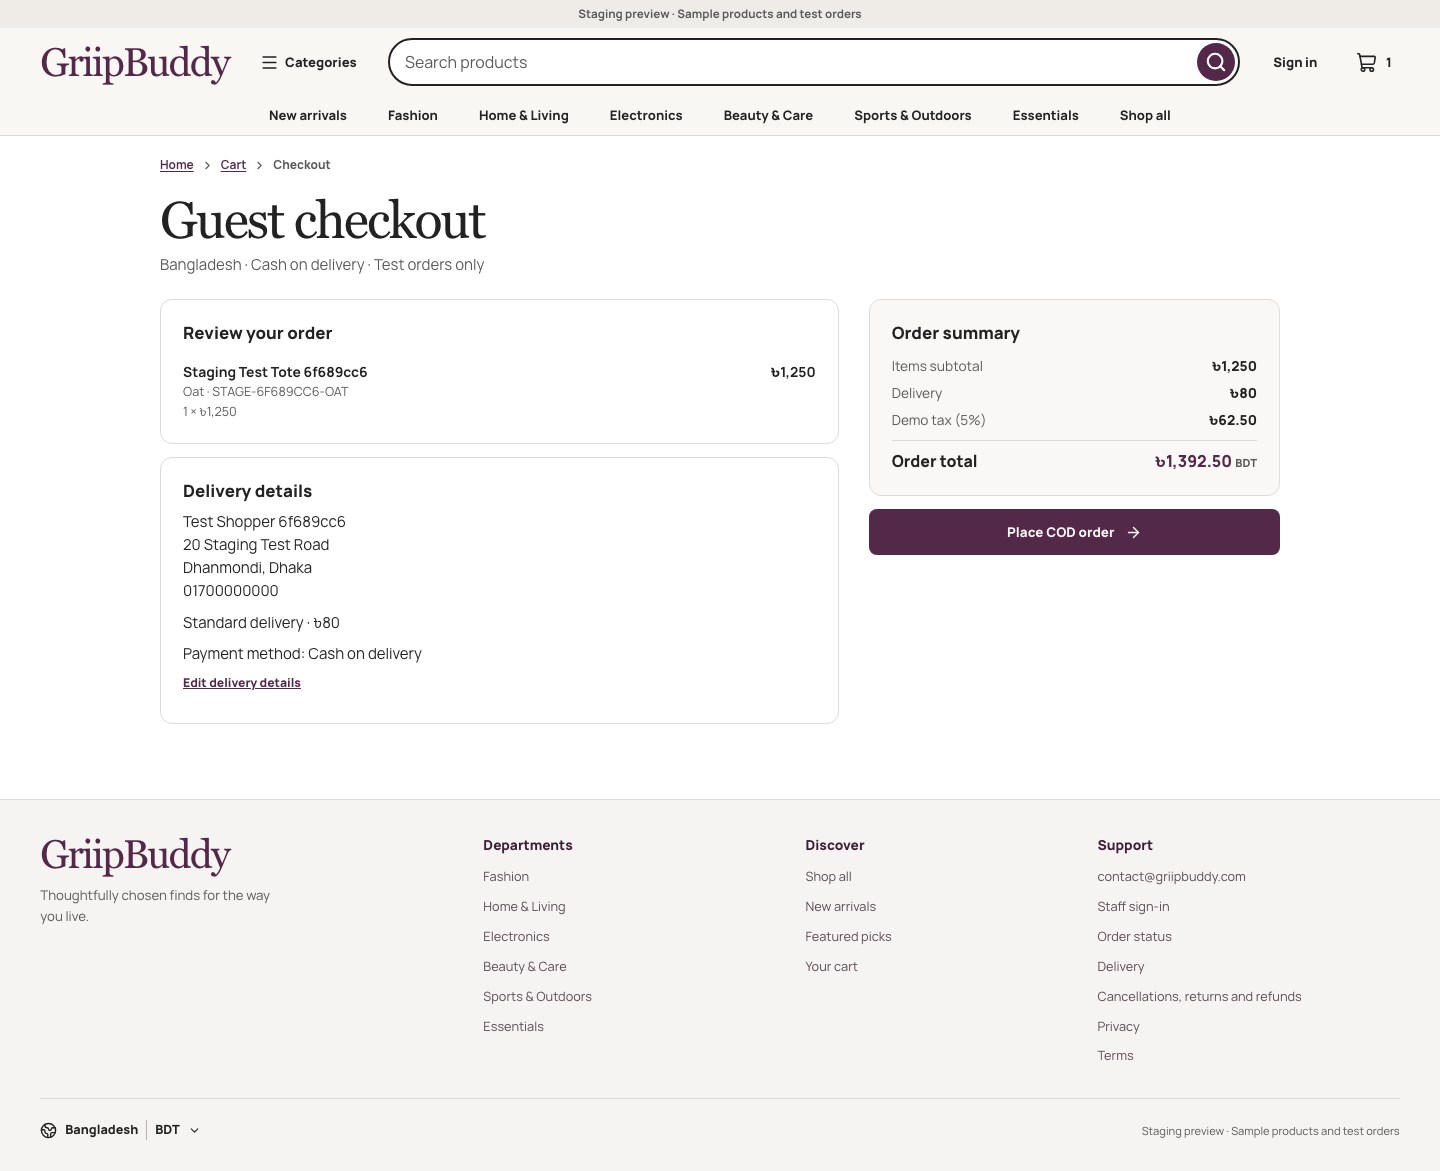 Staging preview · Sample products and test orders
GriipBuddy
Categories
Search products
Sign in
1
New arrivals
Fashion
Home & Living
Electronics
Beauty & Care
Sports & Outdoors
Essentials
Shop all
Home > Cart > Checkout
Guest checkout
Bangladesh · Cash on delivery · Test orders only
Review your order
Staging Test Tote 6f689cc6 ৳1,250
Oat · STAGE-6F689CC6-OAT
1 × ৳1,250
Delivery details
Test Shopper 6f689cc6
20 Staging Test Road
Dhanmondi, Dhaka
01700000000
Standard delivery · ৳80
Payment method: Cash on delivery
Edit delivery details
Order summary
Items subtotal ৳1,250
Delivery ৳80
Demo tax (5%) ৳62.50
Order total ৳1,392.50 BDT
Place COD order →
GriipBuddy
Thoughtfully chosen finds for the way
you live.
Departments
Fashion
Home & Living
Electronics
Beauty & Care
Sports & Outdoors
Essentials
Discover
Shop all
New arrivals
Featured picks
Your cart
Support
contact@griipbuddy.com
Staff sign-in
Order status
Delivery
Cancellations, returns and refunds
Privacy
Terms
Bangladesh | BDT
Staging preview · Sample products and test orders